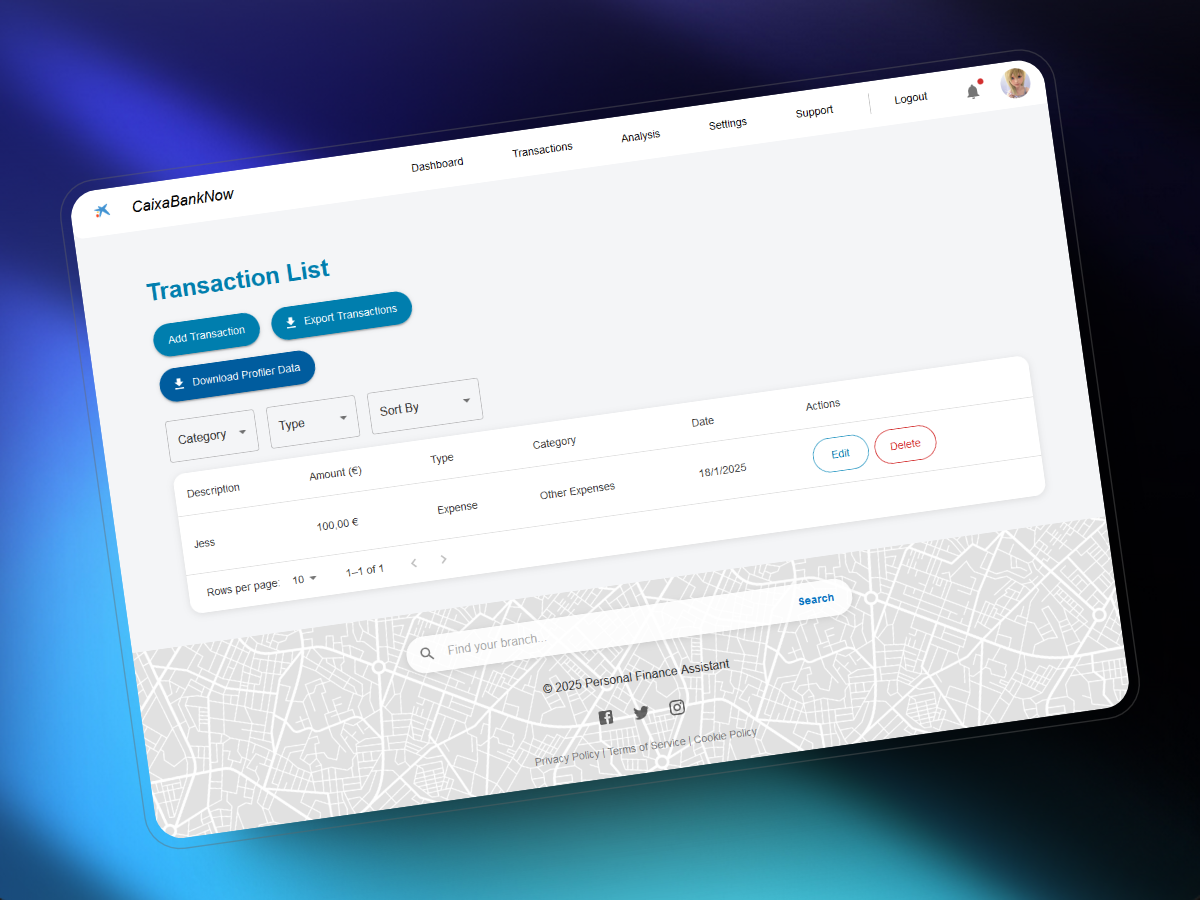 CaixaBankNow
Dashboard
Transactions
Analysis
Settings
Support
Logout
Transaction List
Add Transaction
Export Transactions
Download Profiler Data
Category
Type
Sort By
Description Amount (€) Type Category Date Actions
Jess 100,00 € Expense Other Expenses 18/1/2025 Edit Delete
Rows per page: 10 1–1 of 1
Find your branch... Search
© 2025 Personal Finance Assistant
Privacy Policy | Terms of Service | Cookie Policy